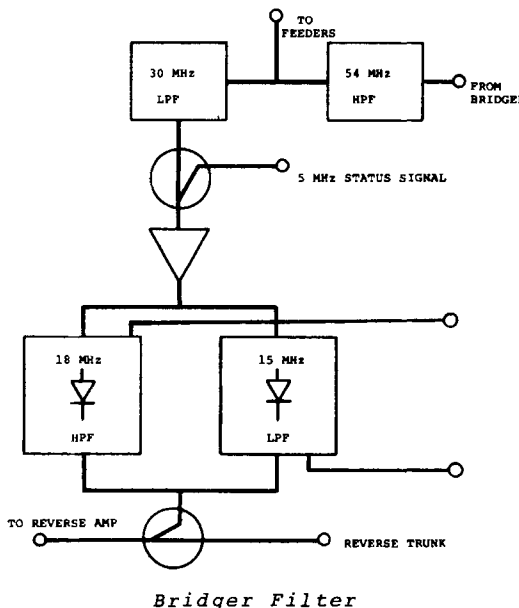 TO
FEEDERS
30 MHz
LPF
54 MHz
HPF
FROM
BRIDGER
5 MHz STATUS SIGNAL
18 MHz
HPF
15 MHz
LPF
TO REVERSE AMP
REVERSE TRUNK
Bridger Filter